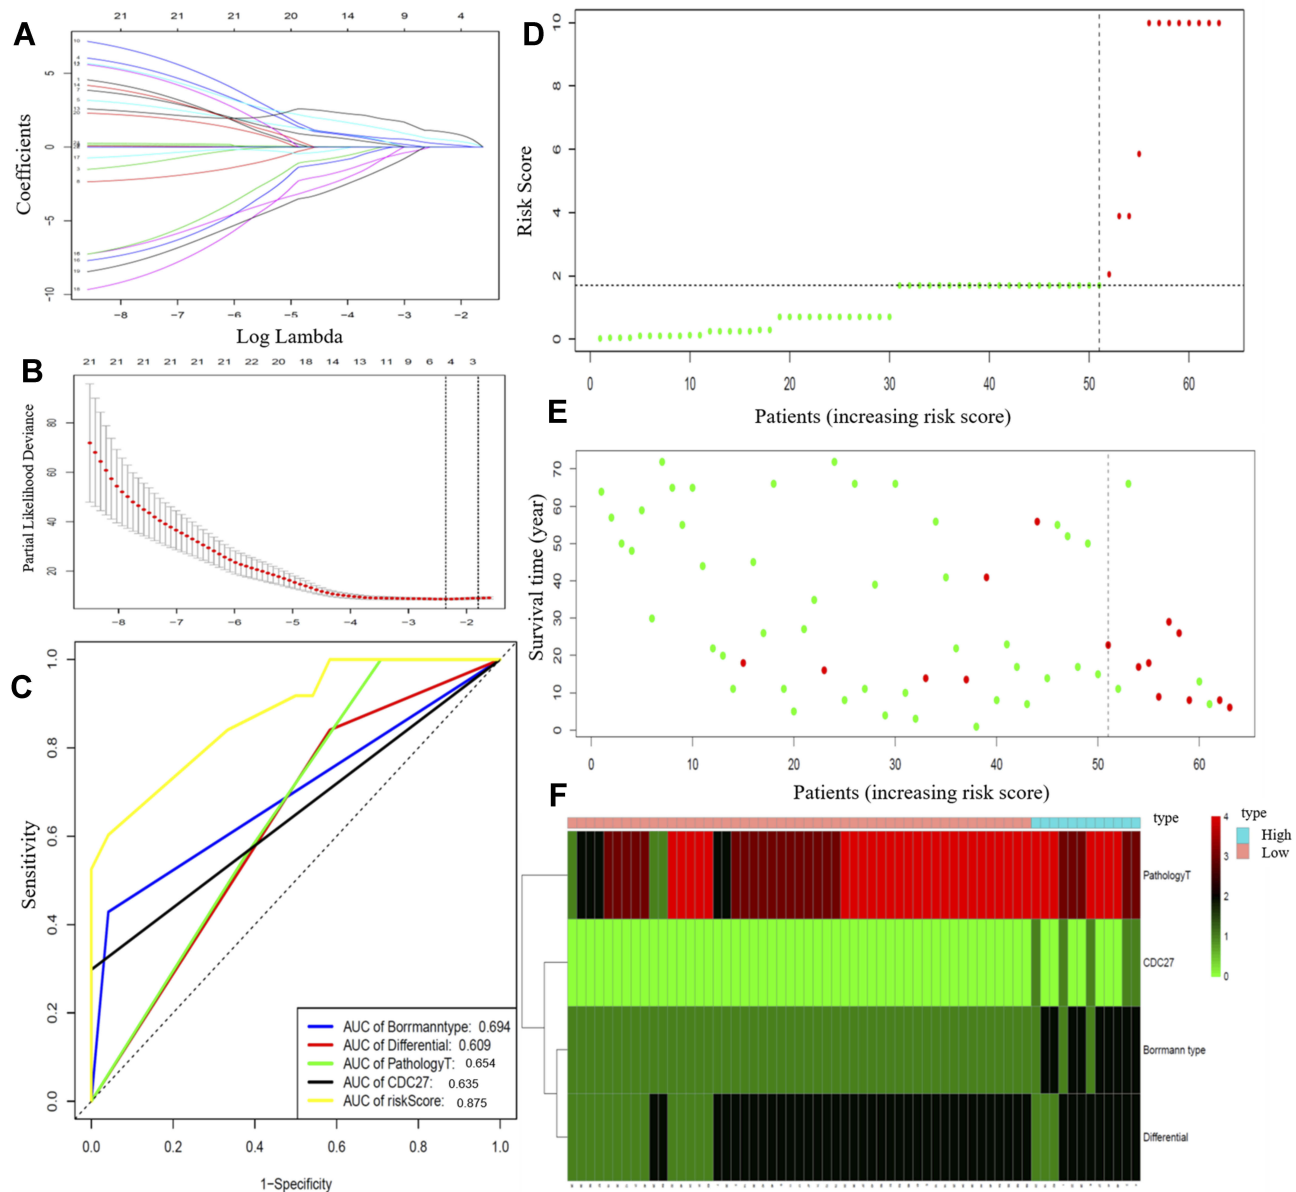 A
21 21 21 20 14 9 4
Coefficients
5
0
−5
−10
−8 −7 −6 −5 −4 −3 −2
Log Lambda
B
21 21 21 21 21 21 22 20 18 14 13 11 9 6 4 3
Partial Likelihood Deviance
80
60
40
20
−8 −7 −6 −5 −4 −3 −2
C
Sensitivity
1.0
0.8
0.6
0.4
0.2
0.0
0.0 0.2 0.4 0.6 0.8 1.0
1−Specificity
AUC of Borrmanntype: 0.694
AUC of Differential: 0.609
AUC of PathologyT: 0.654
AUC of CDC27: 0.635
AUC of riskScore: 0.875
D
Risk Score
10
8
6
4
2
0
0 10 20 30 40 50 60
Patients (increasing risk score)
E
Survival time (year)
70
60
50
40
30
20
10
0
0 10 20 30 40 50 60
Patients (increasing risk score)
F
type
PathologyT
CDC27
Borrmann type
Differential
4
3
2
1
0
type
High
Low